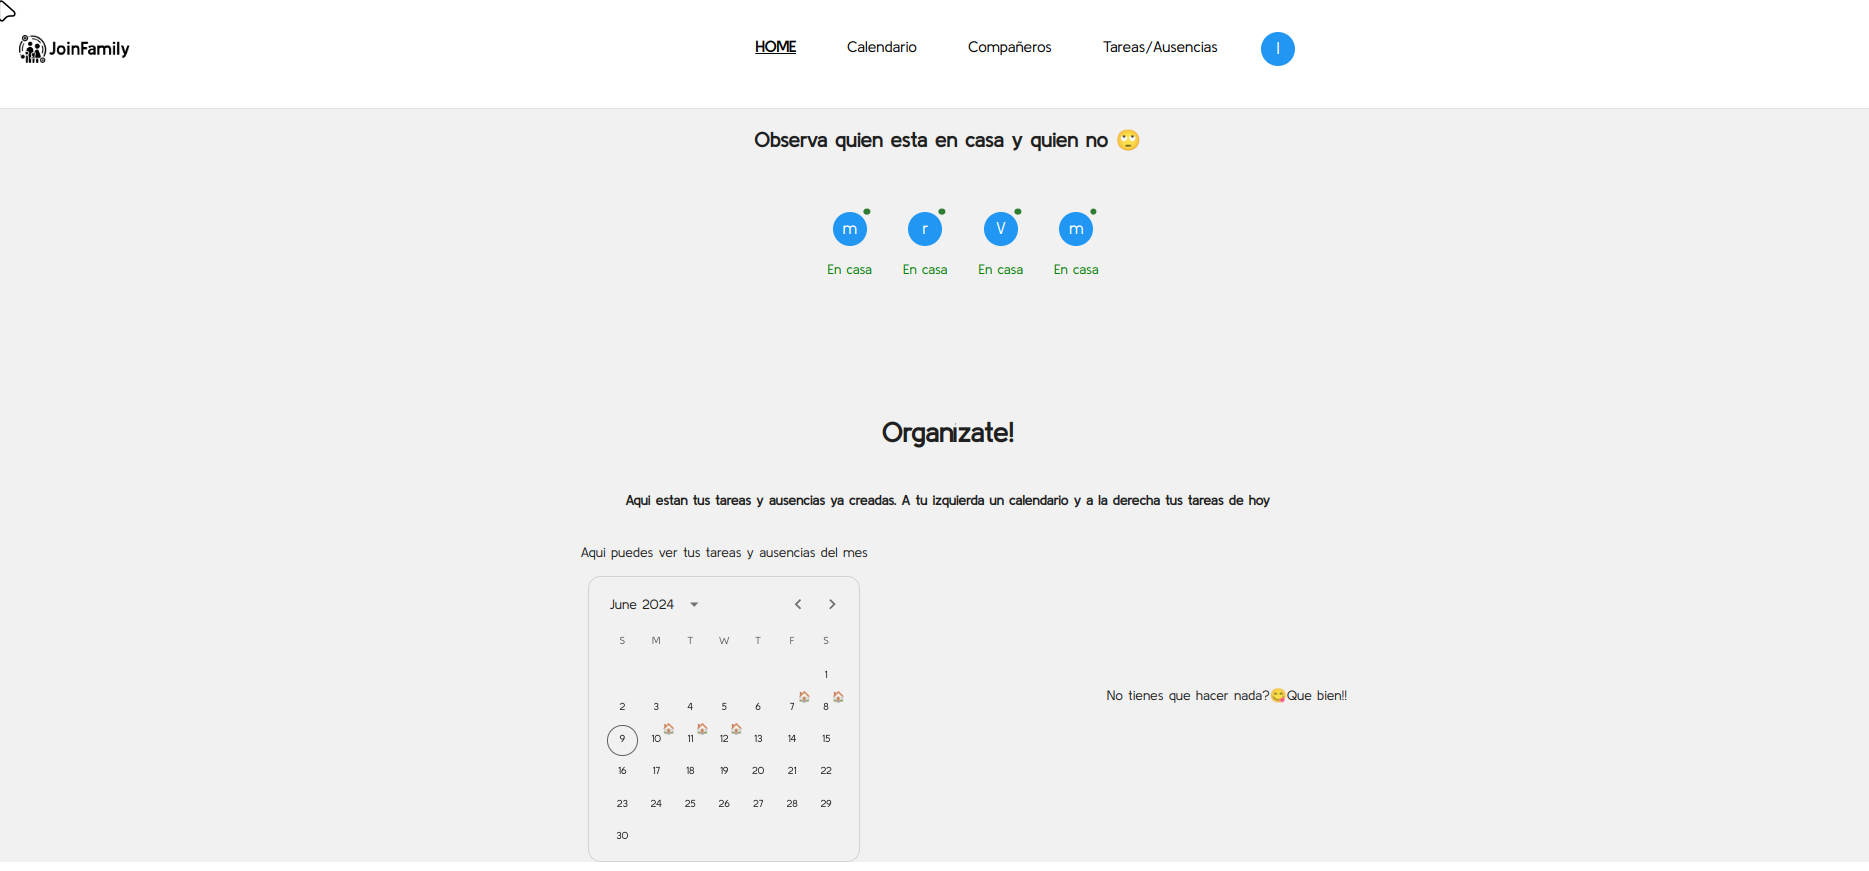 JoinFamily
HOME Calendario Compañeros Tareas/Ausencias I
Observa quien esta en casa y quien no 🙄
m r V m
En casa En casa En casa En casa
Organizate!
Aqui estan tus tareas y ausencias ya creadas. A tu izquierda un calendario y a la derecha tus tareas de hoy
Aqui puedes ver tus tareas y ausencias del mes
June 2024
S M T W T F S
1
2 3 4 5 6 7 🏠 8 🏠
9 10 🏠 11 🏠 12 🏠 13 14 15
16 17 18 19 20 21 22
23 24 25 26 27 28 29
30
No tienes que hacer nada?😋Que bien!!